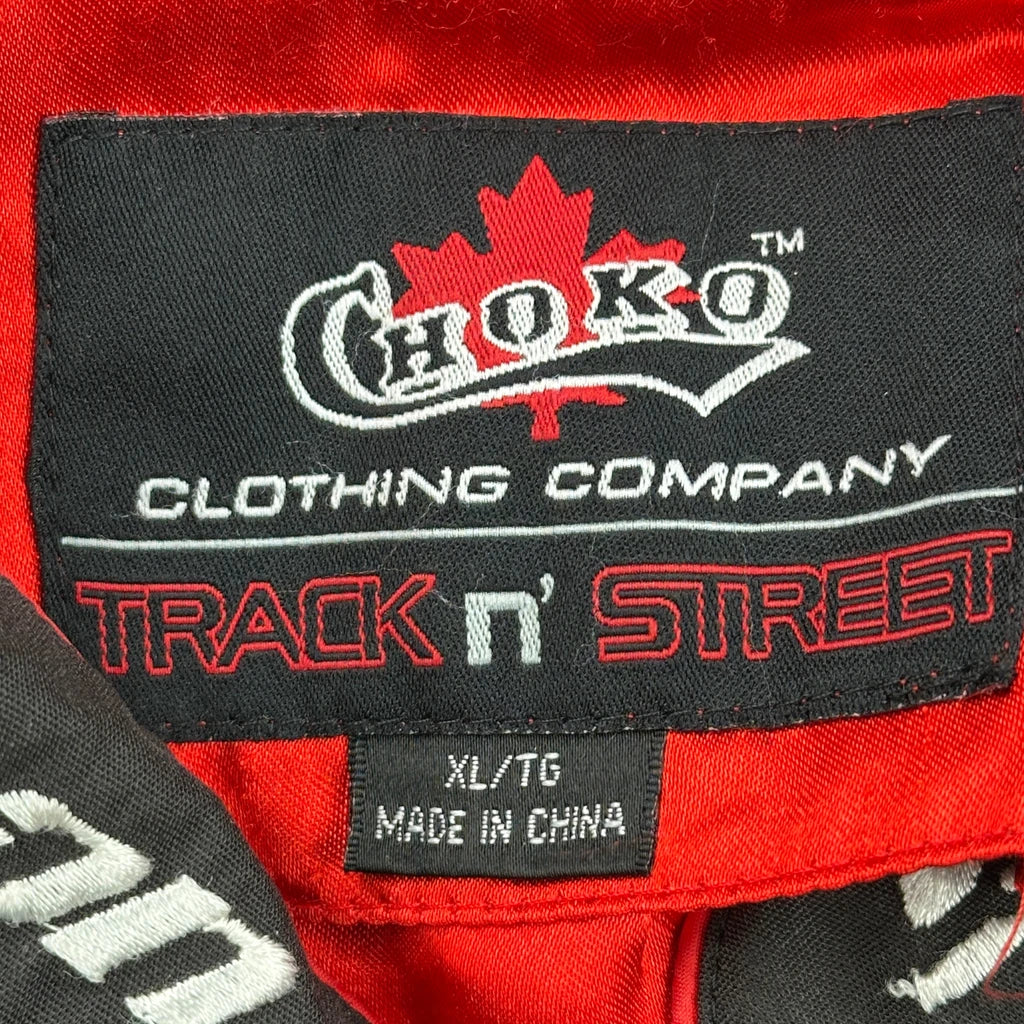 CHOKO™
CLOTHING COMPANY
TRACK n' STREET
XL/TG
MADE IN CHINA